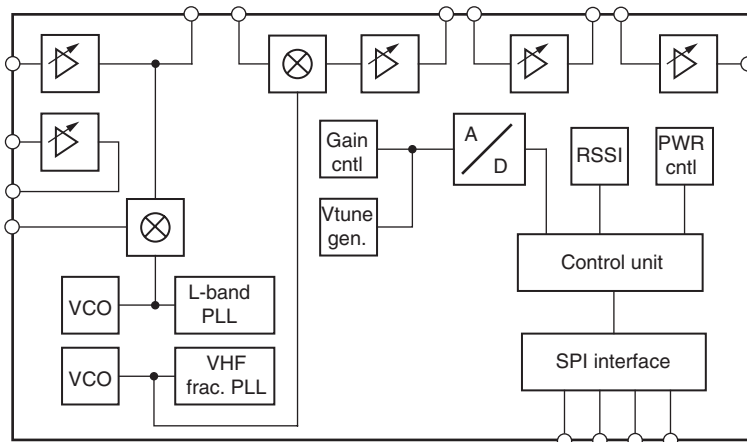 Gain
cntl
A
D
RSSI
PWR
cntl
Vtune
gen.
Control unit
VCO
L-band
PLL
SPI interface
VCO
VHF
frac. PLL